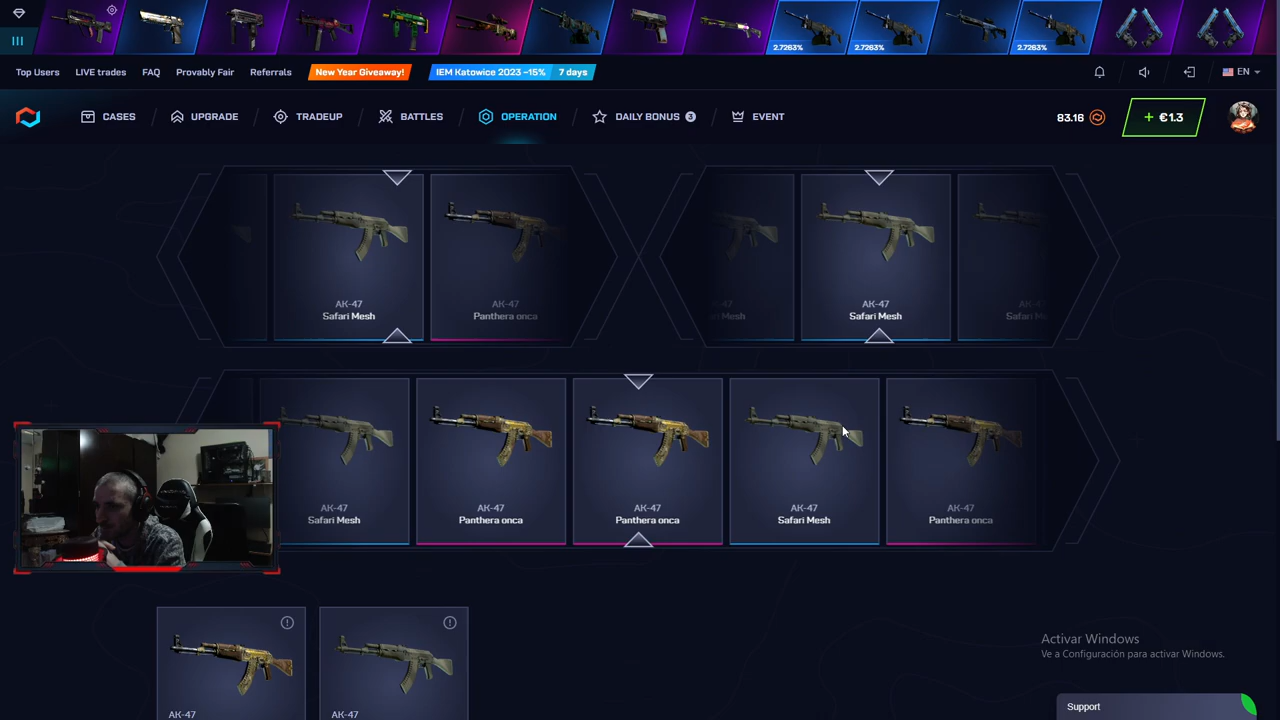 2.7263%
2.7263%
2.7263%
Top Users
LIVE trades
FAQ
Provably Fair
Referrals
New Year Giveaway!
IEM Katowice 2023 -15%
7 days
EN
CASES
UPGRADE
TRADEUP
BATTLES
OPERATION
DAILY BONUS 3
EVENT
83.18
+ €1.3
AK-47
Safari Mesh
AK-47
Panthera onca
AK-47
Safari Mesh
AK-47
Safari Mesh
AK-47
Panthera onca
AK-47
Panthera onca
AK-47
Safari Mesh
AK-47
Panthera onca
AK-47
AK-47
Activar Windows
Ve a Configuración para activar Windows.
Support